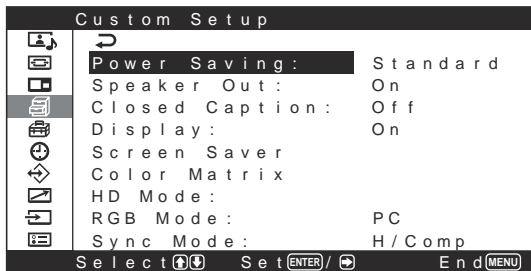 Custom Setup
Power Saving: Standard
Speaker Out: On
Closed Caption: Off
Display: On
Screen Saver
Color Matrix
HD Mode:
RGB Mode: PC
Sync Mode: H/Comp
Select Set ENTER / End MENU